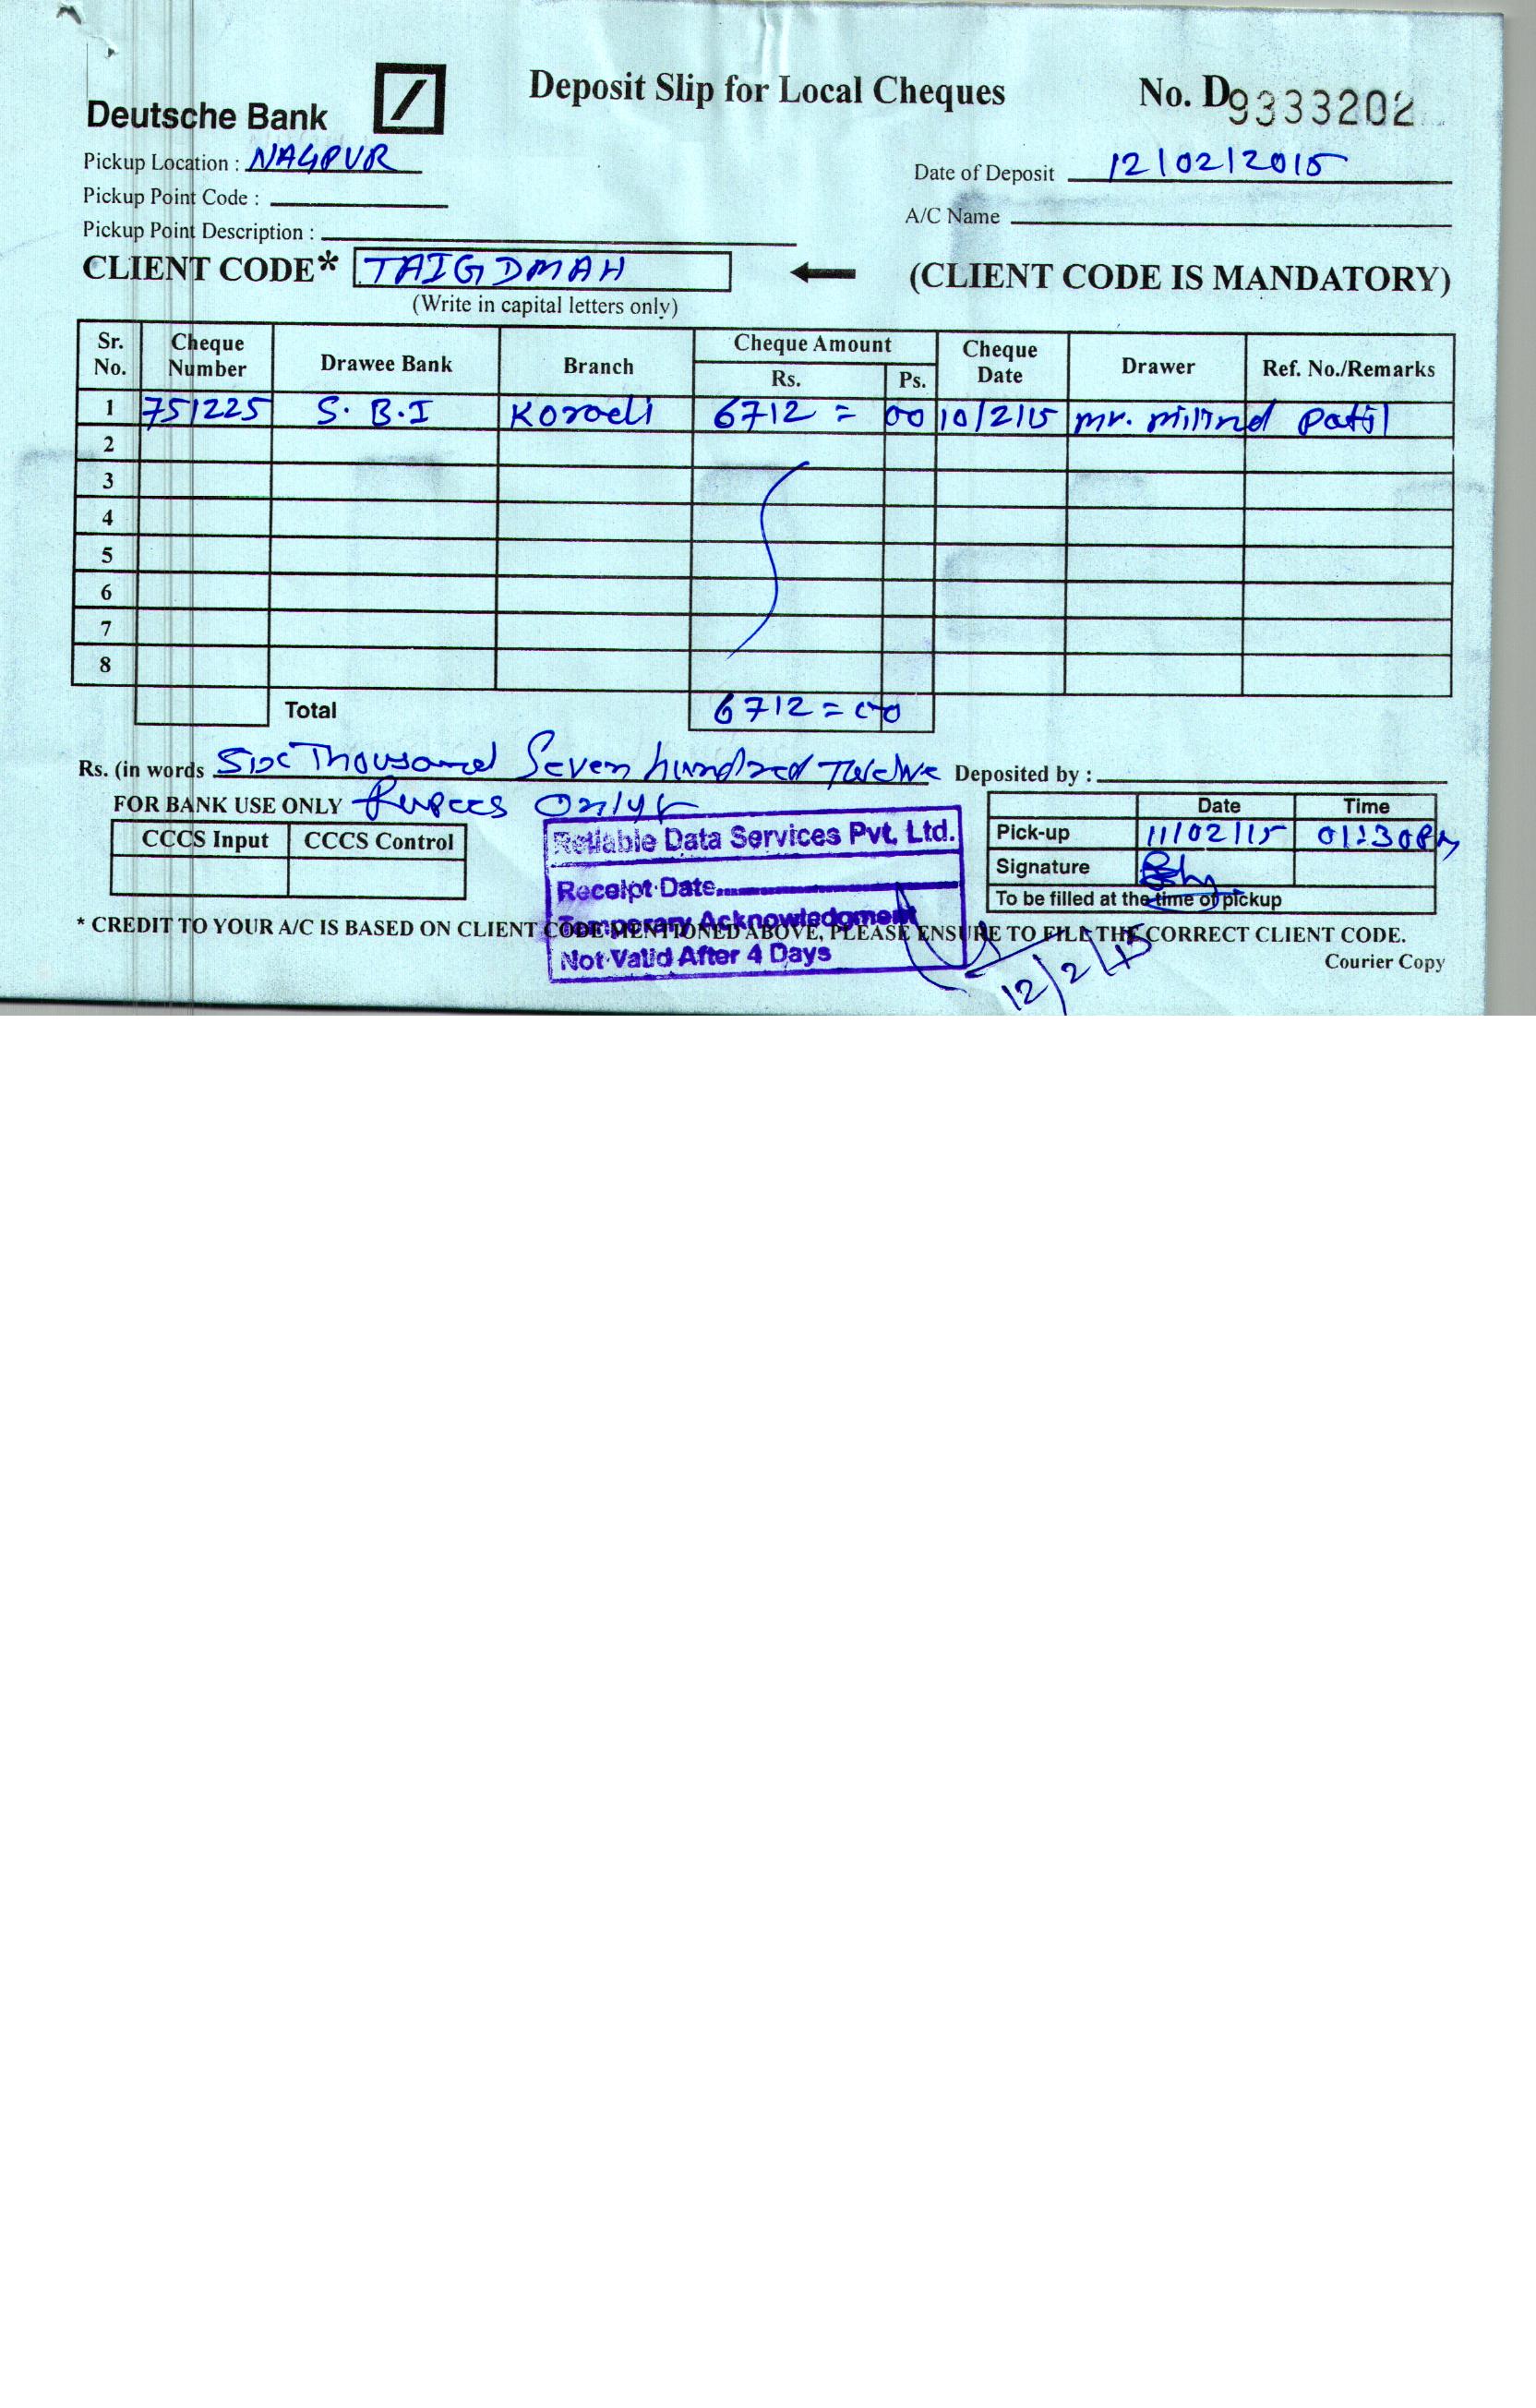 Deutsche Bank
Deposit Slip for Local Cheques
No. D9333202
Pickup Location : NAGPUR
Date of Deposit 12/02/2015
Pickup Point Code :
A/C Name
Pickup Point Description :
CLIENT CODE* TAIGDMAH
(CLIENT CODE IS MANDATORY)
(Write in capital letters only)
Sr. No. Cheque Number Drawee Bank Branch Cheque Amount Rs. Ps. Cheque Date Drawer Ref. No./Remarks
1 751225 S.B.I Koradi 6712 = 00 10/2/15 mr. milind patil
2
3
4
5
6
7
8
Total 6712 = 00
Rs. (in words Six Thousand Seven hundred Twelve
Deposited by :
FOR BANK USE ONLY Rupees Only
CCCS Input CCCS Control
Reliable Data Services Pvt. Ltd.
Receipt Date
Temporary Acknowledgment
Not Valid After 4 Days
Date Time
Pick-up 11/02/15 01:30PM
Signature
To be filled at the time of pickup
* CREDIT TO YOUR A/C IS BASED ON CLIENT CODE MENTIONED ABOVE, PLEASE ENSURE TO FILL THE CORRECT CLIENT CODE.
12/2/15
Courier Copy